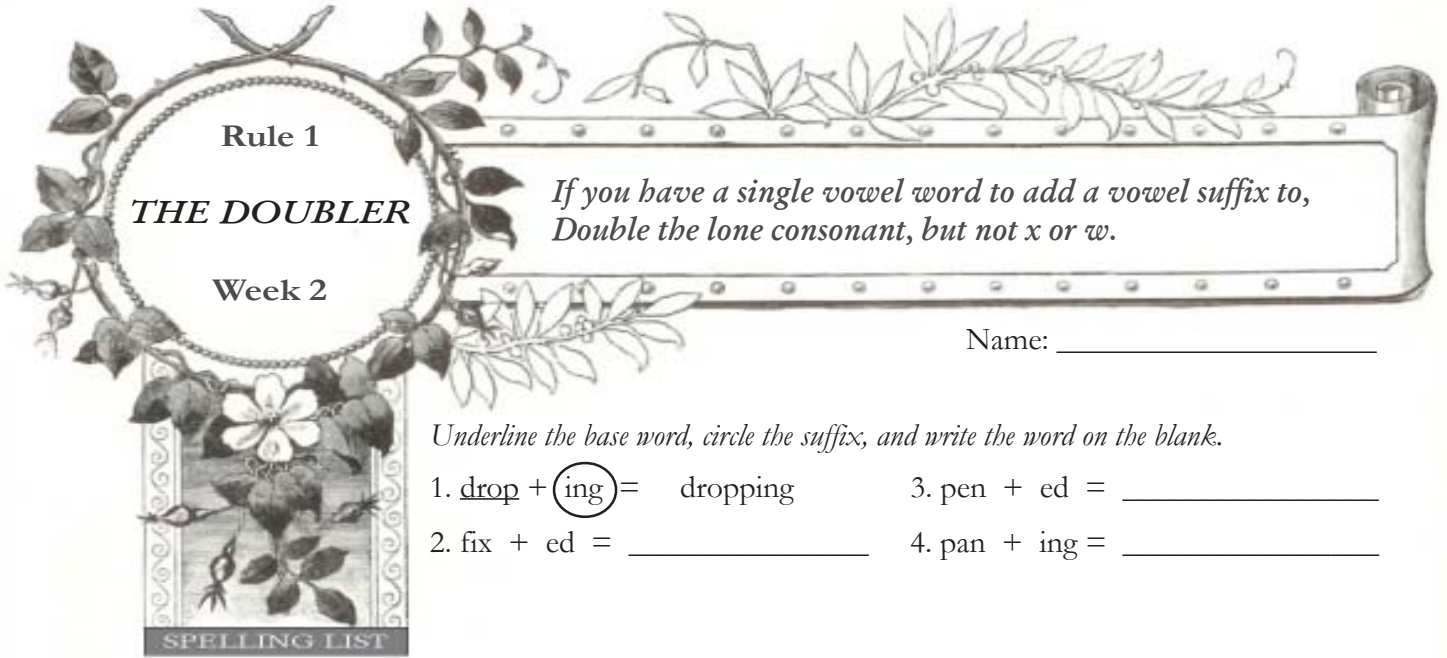 Rule 1
THE DOUBLER
Week 2
If you have a single vowel word to add a vowel suffix to,
Double the lone consonant, but not x or w.
Name: ____________________
Underline the base word, circle the suffix, and write the word on the blank.
1. drop + ing = dropping
2. fix + ed = _______________
3. pen + ed = ________________
4. pan + ing = ________________
SPELLING LIST